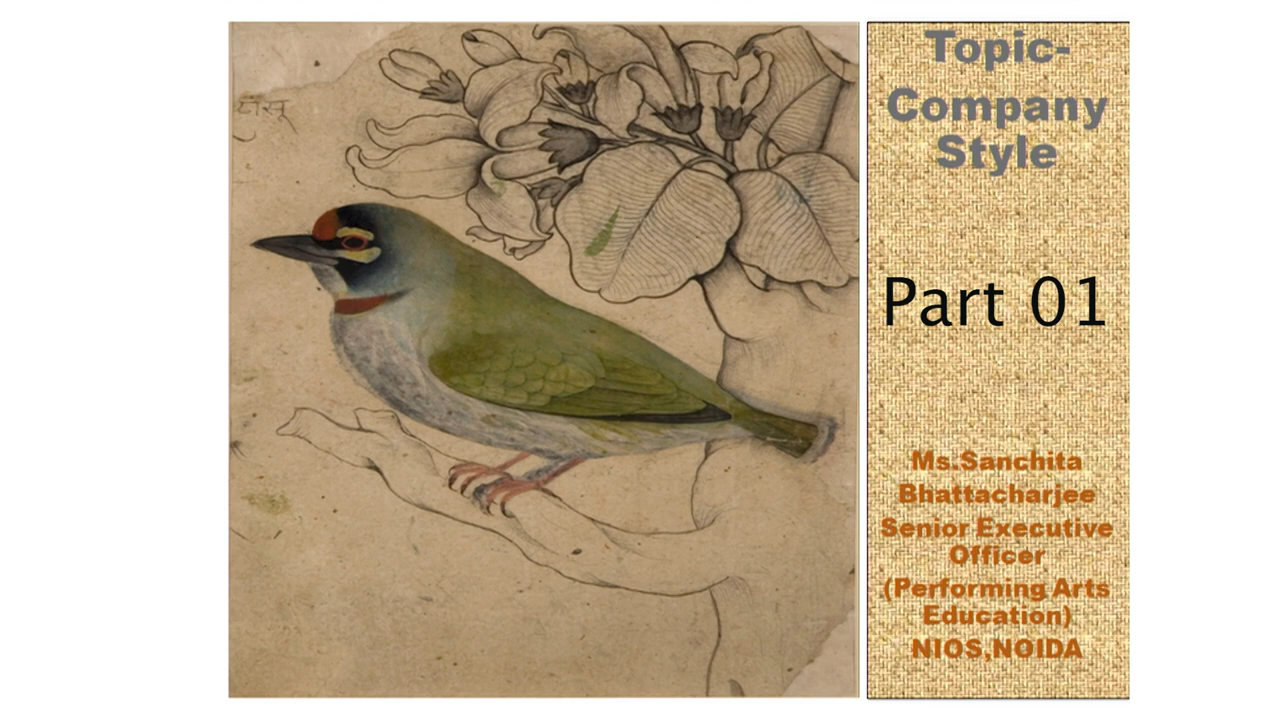 Topic-
Company
Style
Part 01
Ms.Sanchita
Bhattacharjee
Senior Executive
Officer
(Performing Arts
Education)
NIOS,NOIDA